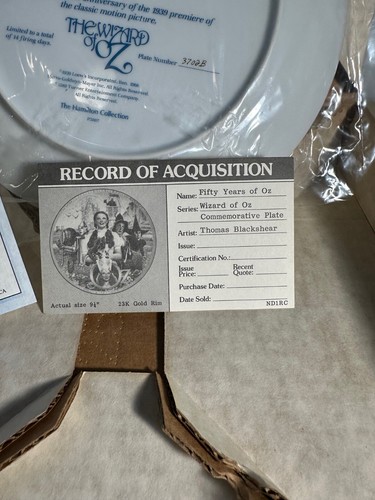 anniversary of the 1939 premiere of
the classic motion picture.
Limited to a total
of 14 firing days.
THE WIZARD
OF OZ
Plate Number 3704B
The Hamilton Collection
RECORD OF ACQUISITION
Name: Fifty Years of Oz
Series: Wizard of Oz
Commemorative Plate
Artist: Thomas Blackshear
Issue:
Certification No.:
Issue Price: Recent Quote:
Purchase Date:
Date Sold:
ND1RC
Actual size 9¼" 23K Gold Rim
CA